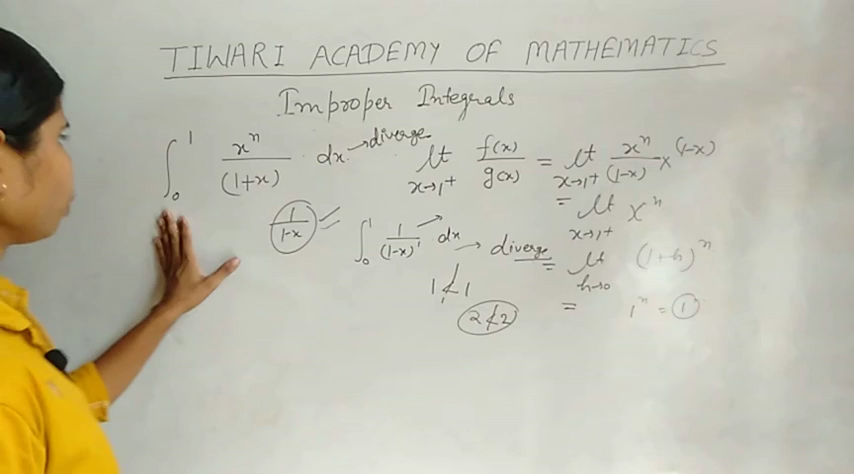 TIWARI ACADEMY OF MATHEMATICS
Improper Integrals
∫₀¹ xⁿ/(1+x) dx → diverge
lt x→1⁺ f(x)/g(x) = lt x→1⁺ xⁿ/(1-x) × (1-x)
= lt x→1⁺ xⁿ
1/1-x
∫₀¹ 1/(1-x)¹ dx → diverge
= lt h→0 (1+h)ⁿ
1≮1
= 1ⁿ = 1
2≮2